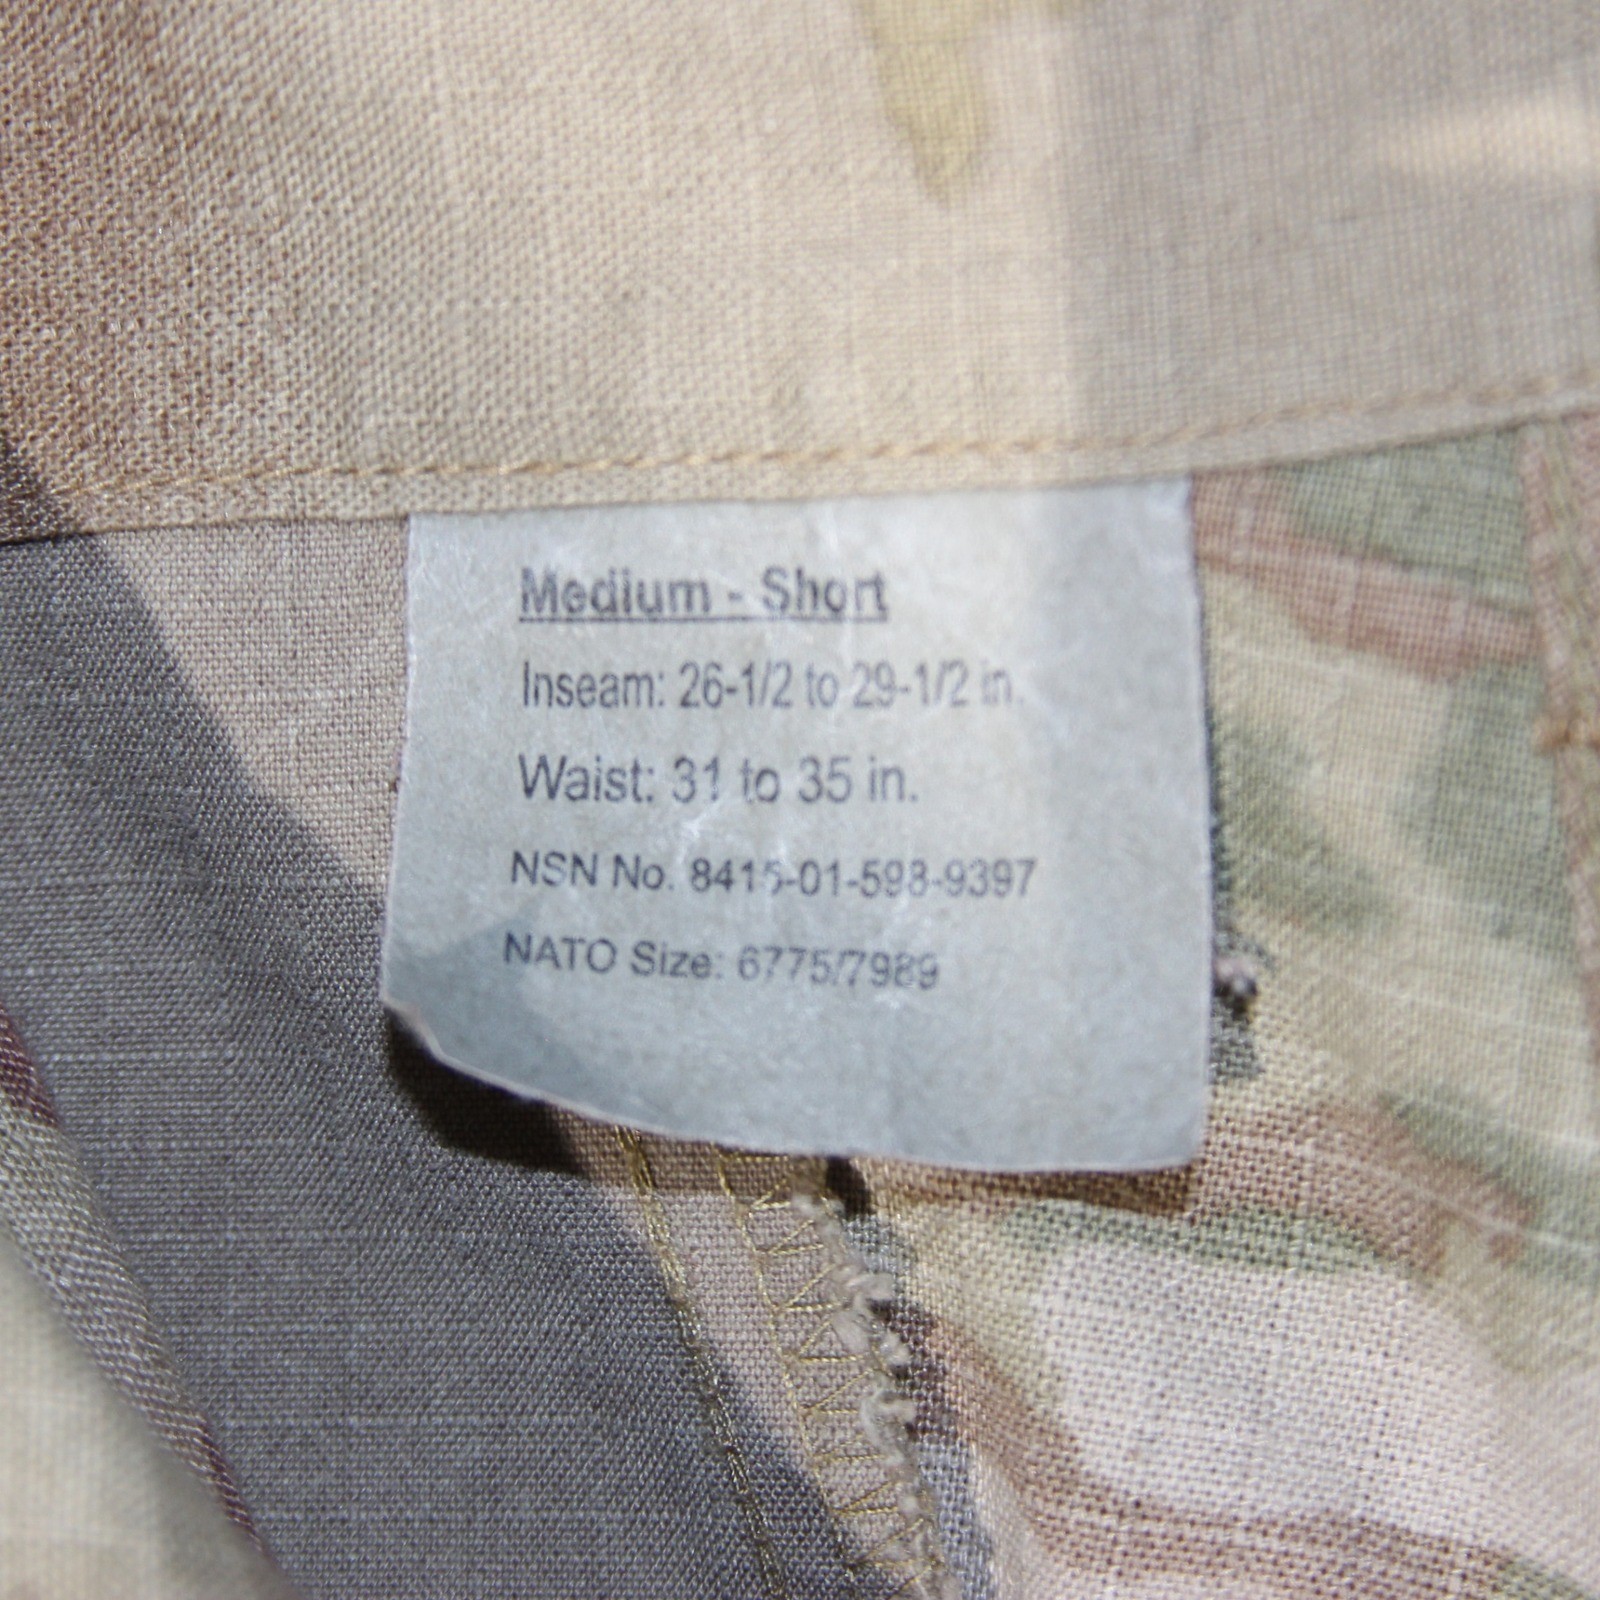 Medium - Short
Inseam: 26-1/2 to 29-1/2 in.
Waist: 31 to 35 in.
NSN No. 8415-01-598-9397
NATO Size: 6775/7989